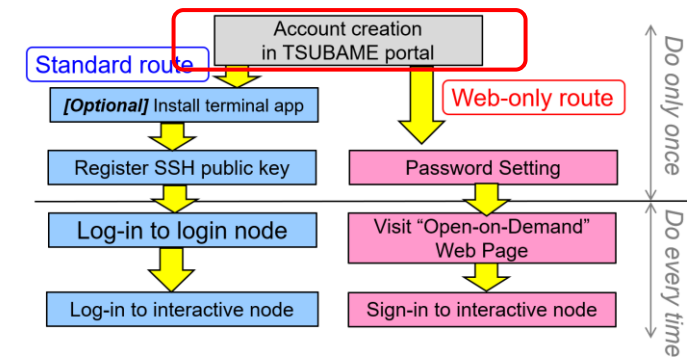 Account creation
in TSUBAME portal
Standard route
Web-only route
[Optional] Install terminal app
Register SSH public key
Password Setting
Do only once
Log-in to login node
Visit “Open-on-Demand”
Web Page
Log-in to interactive node
Sign-in to interactive node
Do every time